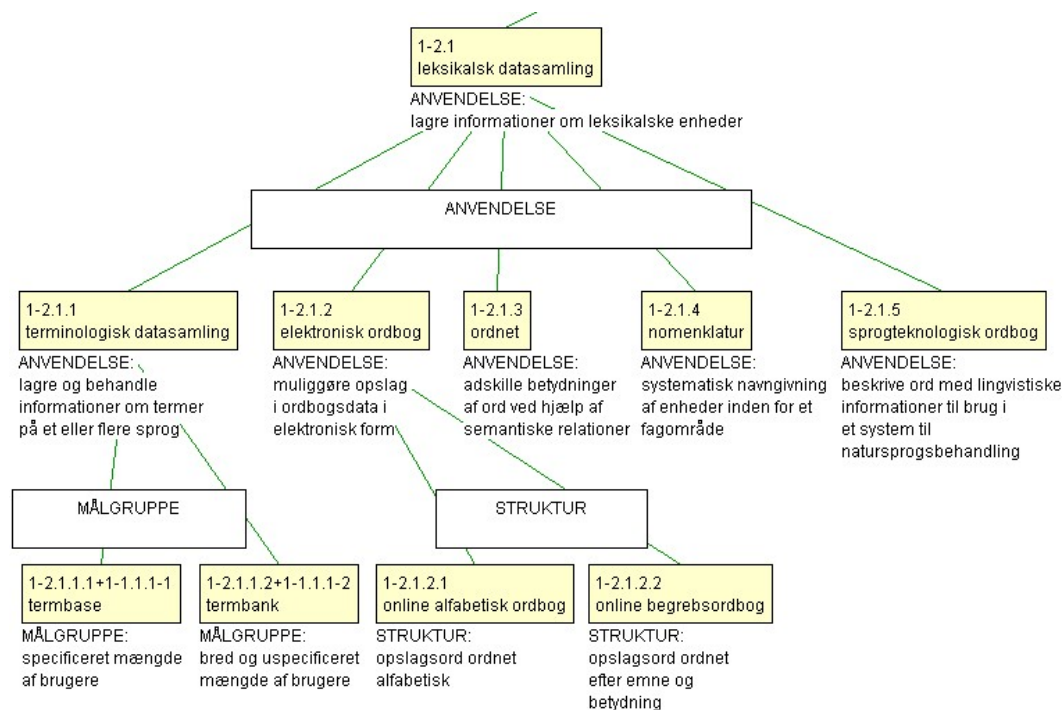 1-2.1
leksikalsk datasamling
ANVENDELSE:
lagre informationer om leksikalske enheder
ANVENDELSE
1-2.1.1
terminologisk datasamling
ANVENDELSE:
lagre og behandle
informationer om termer
på et eller flere sprog
1-2.1.2
elektronisk ordbog
ANVENDELSE:
muliggøre opslag
i ordbogsdata i
elektronisk form
1-2.1.3
ordnet
ANVENDELSE:
adskille betydninger
af ord ved hjælp af
semantiske relationer
1-2.1.4
nomenklatur
ANVENDELSE:
systematisk navngivning
af enheder inden for et
fagområde
1-2.1.5
sprogteknologisk ordbog
ANVENDELSE:
beskrive ord med lingvistiske
informationer til brug i
et system til
natursprogsbehandling
MÅLGRUPPE
STRUKTUR
1-2.1.1.1+1-1.1.1-1
termbase
MÅLGRUPPE:
specificeret mængde
af brugere
1-2.1.1.2+1-1.1.1-2
termbank
MÅLGRUPPE:
bred og uspecificeret
mængde af brugere
1-2.1.2.1
online alfabetisk ordbog
STRUKTUR:
opslagsord ordnet
alfabetisk
1-2.1.2.2
online begrebsordbog
STRUKTUR:
opslagsord ordnet
efter emne og
betydning